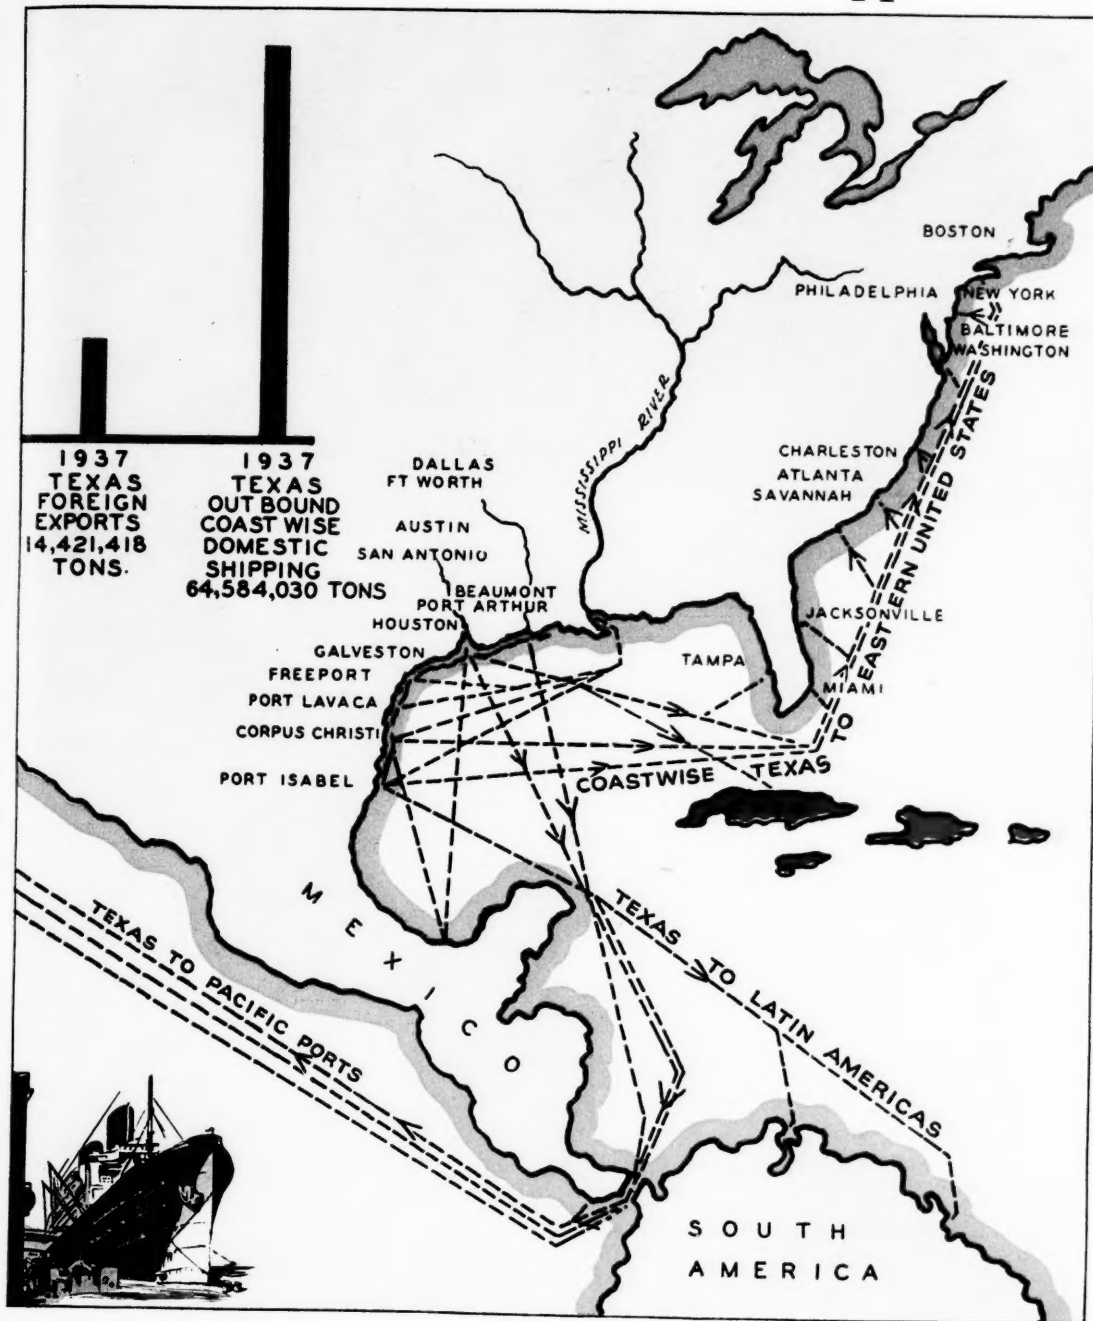 BOSTON
PHILADELPHIA
NEW YORK
BALTIMORE
WASHINGTON
MISSISSIPPI RIVER
CHARLESTON
ATLANTA
SAVANNAH
1937
TEXAS
FOREIGN
EXPORTS
14,421,418
TONS.
1937
TEXAS
OUT BOUND
COAST WISE
DOMESTIC
SHIPPING
64,584,030 TONS
DALLAS
FT WORTH
AUSTIN
SAN ANTONIO
BEAUMONT
PORT ARTHUR
HOUSTON
GALVESTON
FREEPORT
PORT LAVACA
CORPUS CHRISTI
PORT ISABEL
JACKSONVILLE
TAMPA
MIAMI
COASTWISE TEXAS TO EASTERN UNITED STATES
MEXICO
TEXAS TO LATIN AMERICAS
TEXAS TO PACIFIC PORTS
SOUTH
AMERICA